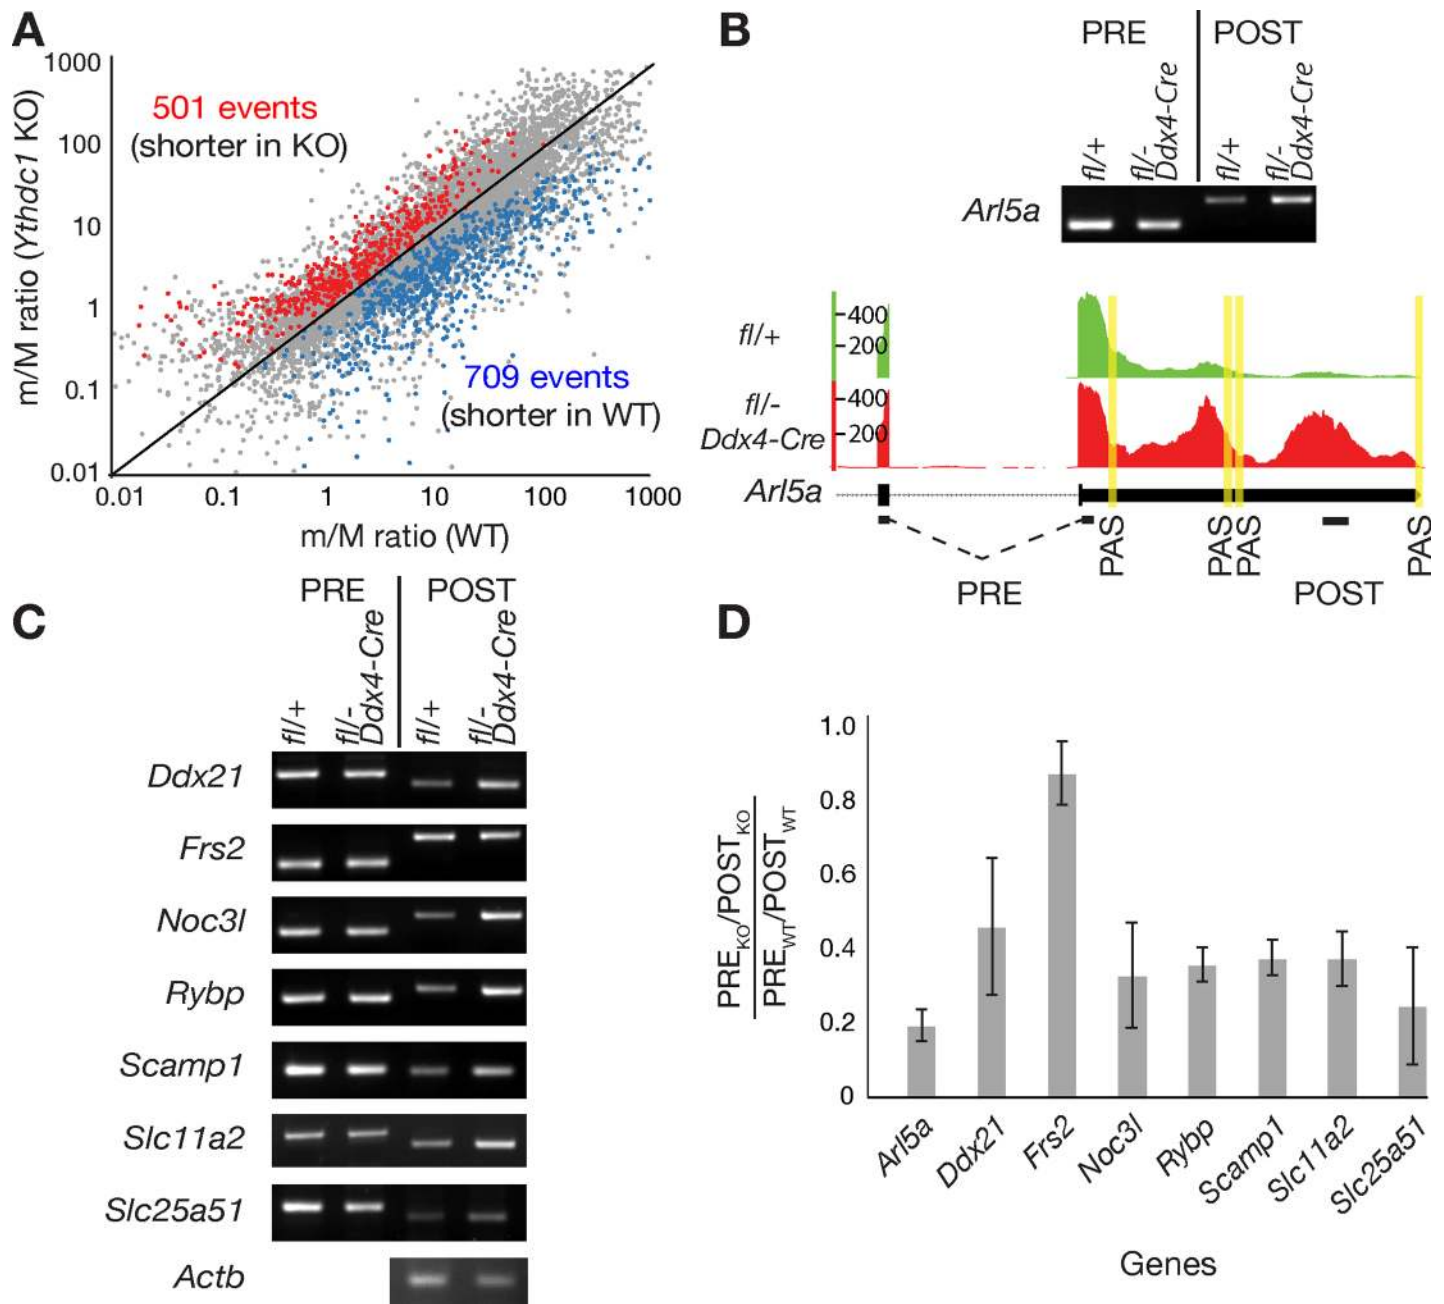 A
m/M ratio (Ythdc1 KO)
1000
100
10
1
0.1
0.01
501 events
(shorter in KO)
709 events
(shorter in WT)
0.01
0.1
1
10
100
1000
m/M ratio (WT)
B
PRE
POST
fl/+
fl/-
Ddx4-Cre
fl/+
fl/-
Ddx4-Cre
Arl5a
fl/+
400
200
fl/-
Ddx4-Cre
400
200
Arl5a
PAS
PAS
PAS
PAS
PRE
POST
C
PRE
POST
fl/+
fl/-
Ddx4-Cre
fl/+
fl/-
Ddx4-Cre
Ddx21
Frs2
Noc3l
Rybp
Scamp1
Slc11a2
Slc25a51
Actb
D
PREKO/POSTKO
PREWT/POSTWT
1.0
0.8
0.6
0.4
0.2
0
Arl5a
Ddx21
Frs2
Noc3l
Rybp
Scamp1
Slc11a2
Slc25a51
Genes